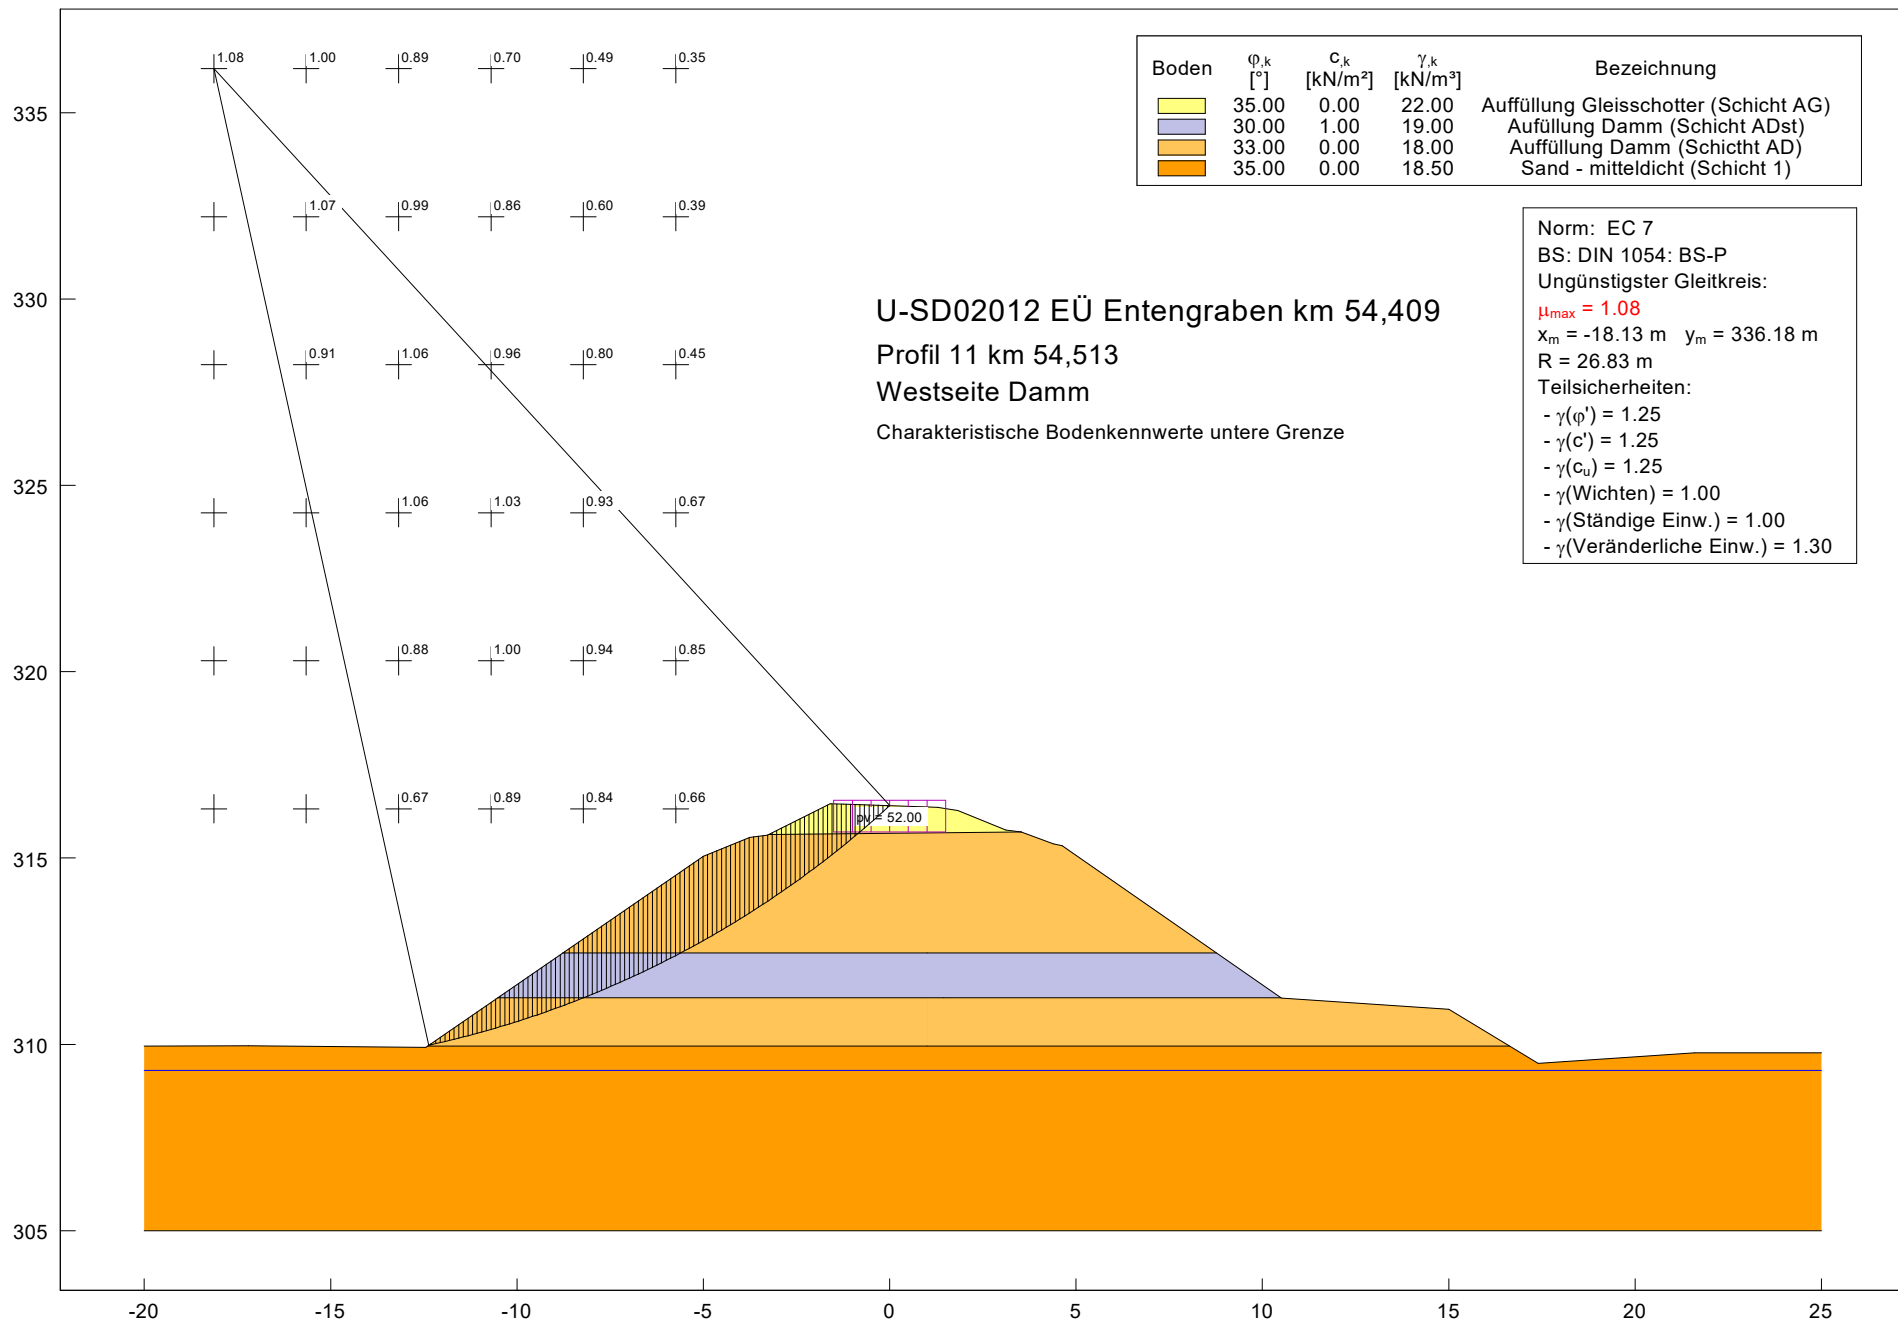 1.08 1.00 0.89 0.70 0.49 0.35
Boden φ,k [°] c,k [kN/m²] γ,k [kN/m³] Bezeichnung
35.00 0.00 22.00 Auffüllung Gleisschotter (Schicht AG)
30.00 1.00 19.00 Aufüllung Damm (Schicht ADst)
33.00 0.00 18.00 Auffüllung Damm (Schictht AD)
35.00 0.00 18.50 Sand - mitteldicht (Schicht 1)
335
1.07 0.99 0.86 0.60 0.39
Norm: EC 7
BS: DIN 1054: BS-P
Ungünstigster Gleitkreis:
μmax = 1.08
xm = -18.13 m ym = 336.18 m
R = 26.83 m
Teilsicherheiten:
- γ(φ') = 1.25
- γ(c') = 1.25
- γ(cu) = 1.25
- γ(Wichten) = 1.00
- γ(Ständige Einw.) = 1.00
- γ(Veränderliche Einw.) = 1.30
330
U-SD02012 EÜ Entengraben km 54,409
Profil 11 km 54,513
Westseite Damm
Charakteristische Bodenkennwerte untere Grenze
0.91 1.06 0.96 0.80 0.45
325
1.06 1.03 0.93 0.67
320
0.88 1.00 0.94 0.85
0.67 0.89 0.84 0.66
pv = 52.00
315
310
305
-20 -15 -10 -5 0 5 10 15 20 25